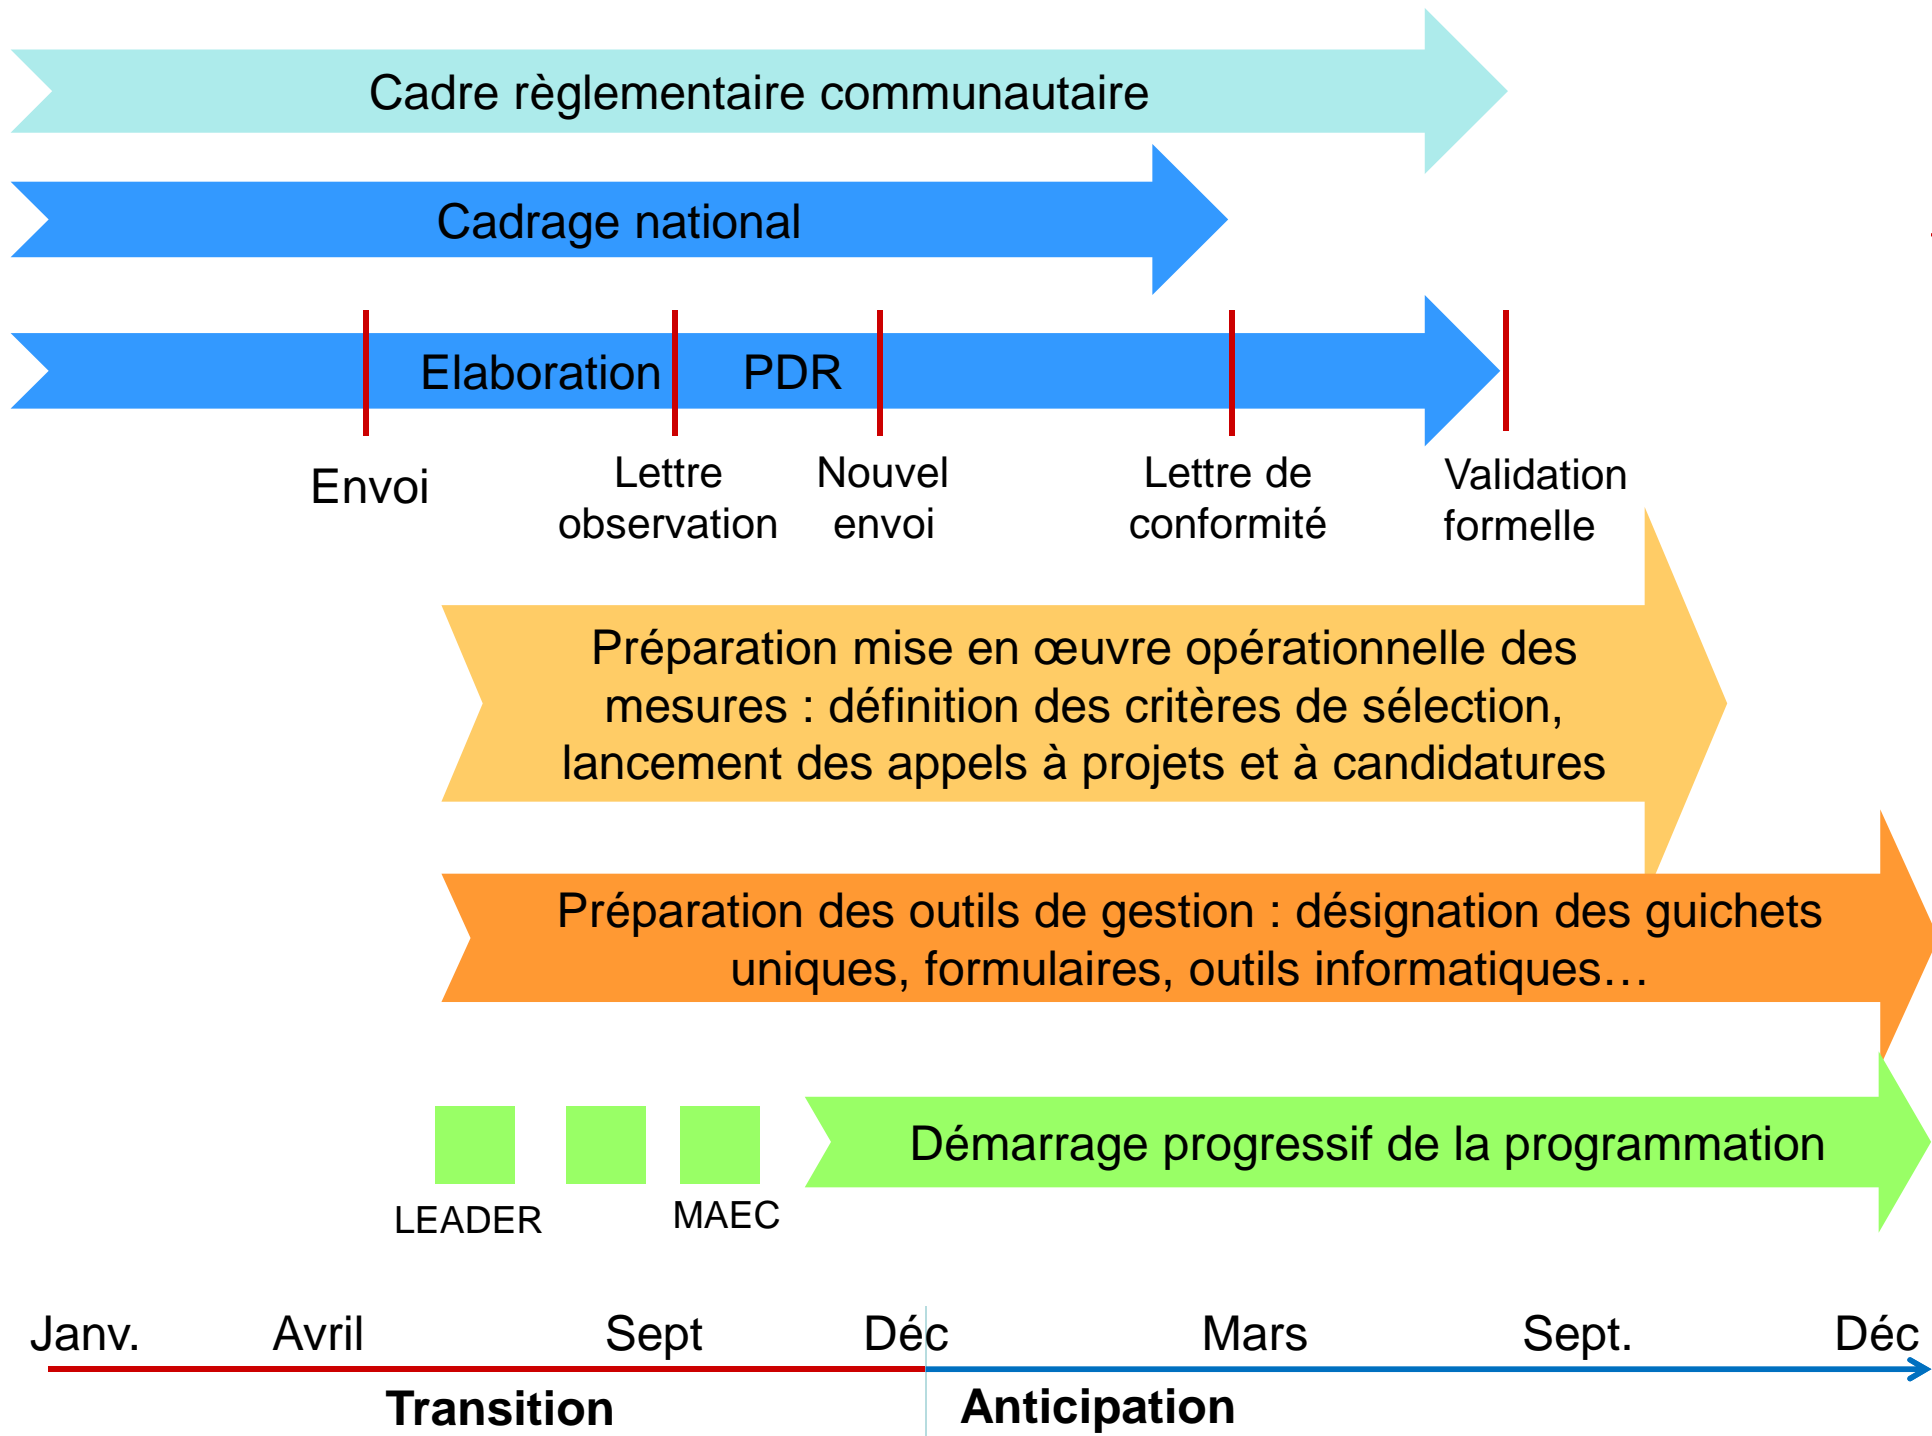 Cadre règlementaire communautaire
Cadrage national
Elaboration PDR
Envoi
Lettre
observation
Nouvel
envoi
Lettre de
conformité
Validation
formelle
Préparation mise en œuvre opérationnelle des
mesures : définition des critères de sélection,
lancement des appels à projets et à candidatures
Préparation des outils de gestion : désignation des guichets
uniques, formulaires, outils informatiques…
Démarrage progressif de la programmation
LEADER
MAEC
Janv. Avril Sept Déc Mars Sept. Déc
Transition Anticipation